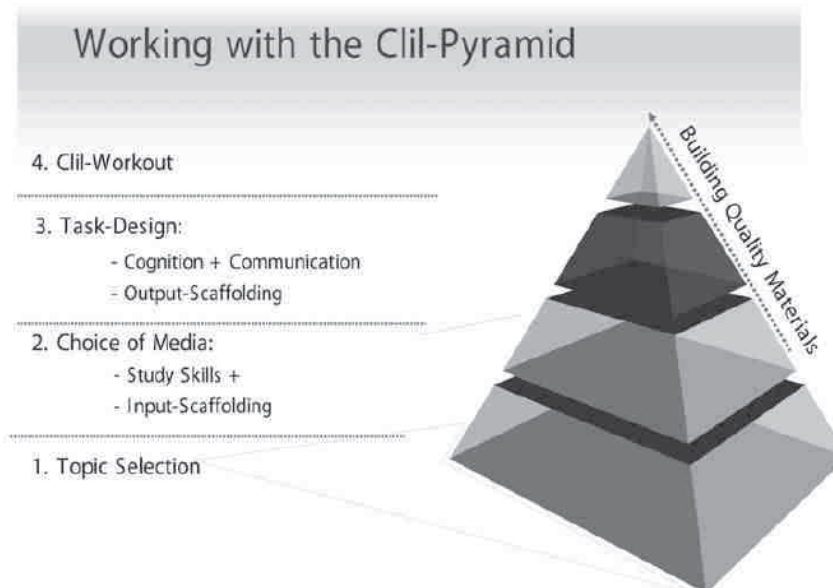 Working with the Clil-Pyramid
4. Clil-Workout
3. Task-Design:
- Cognition + Communication
- Output-Scaffolding
2. Choice of Media:
- Study Skills +
- Input-Scaffolding
1. Topic Selection
Building Quality Materials